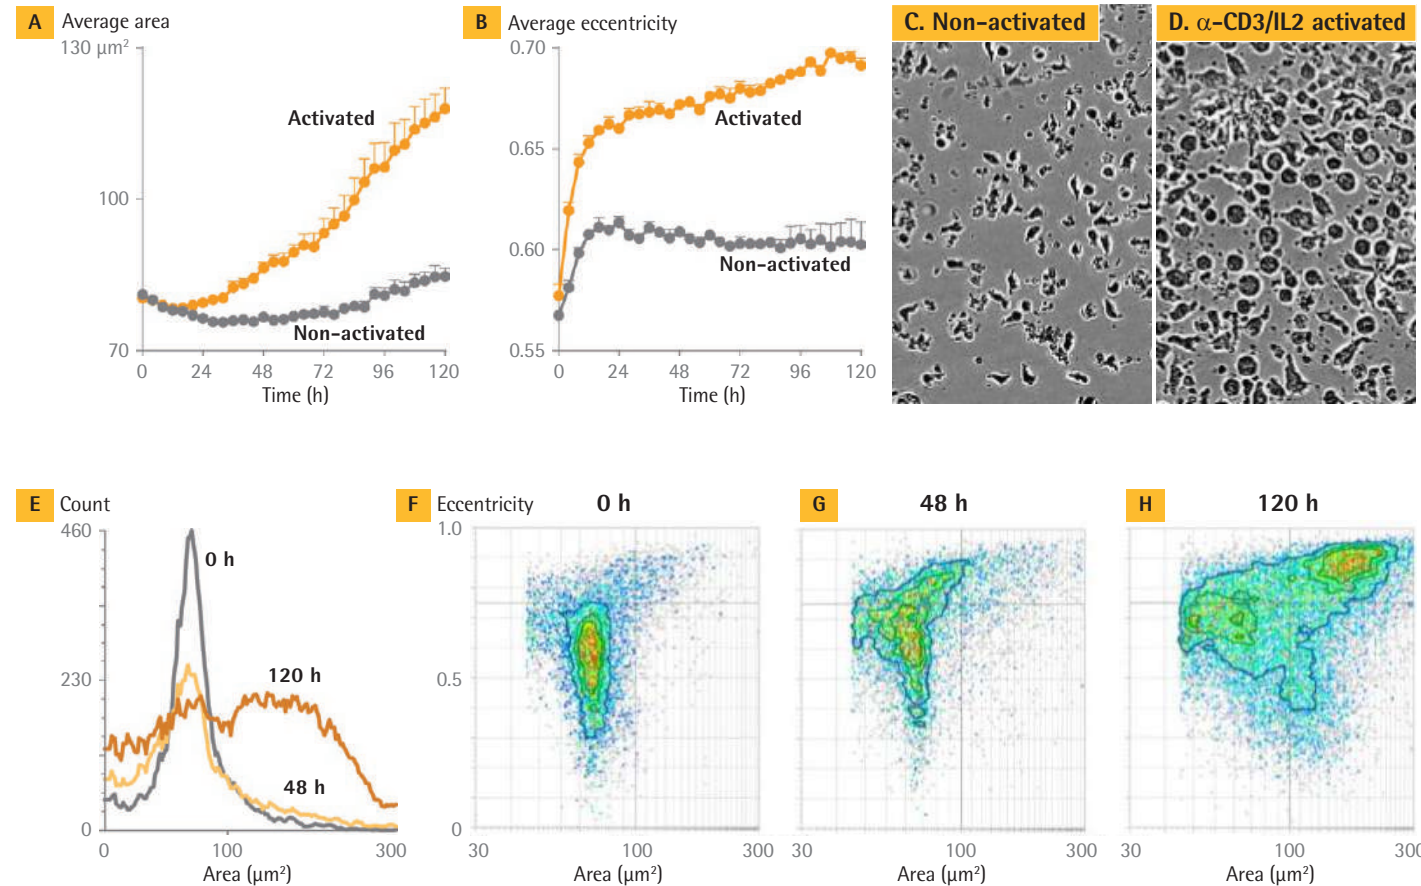 A Average area
130 µm²
100
70
Activated
Non-activated
0 24 48 72 96 120
Time (h)
B Average eccentricity
0.70
0.65
0.60
0.55
Activated
Non-activated
0 24 48 72 96 120
Time (h)
C. Non-activated
D. α-CD3/IL2 activated
E Count
460
230
0
0 h
120 h
48 h
0 100 300
Area (µm²)
F Eccentricity 0 h
1.0
0.5
0
30 100 300
Area (µm²)
G 48 h
30 100 300
Area (µm²)
H 120 h
30 100 300
Area (µm²)